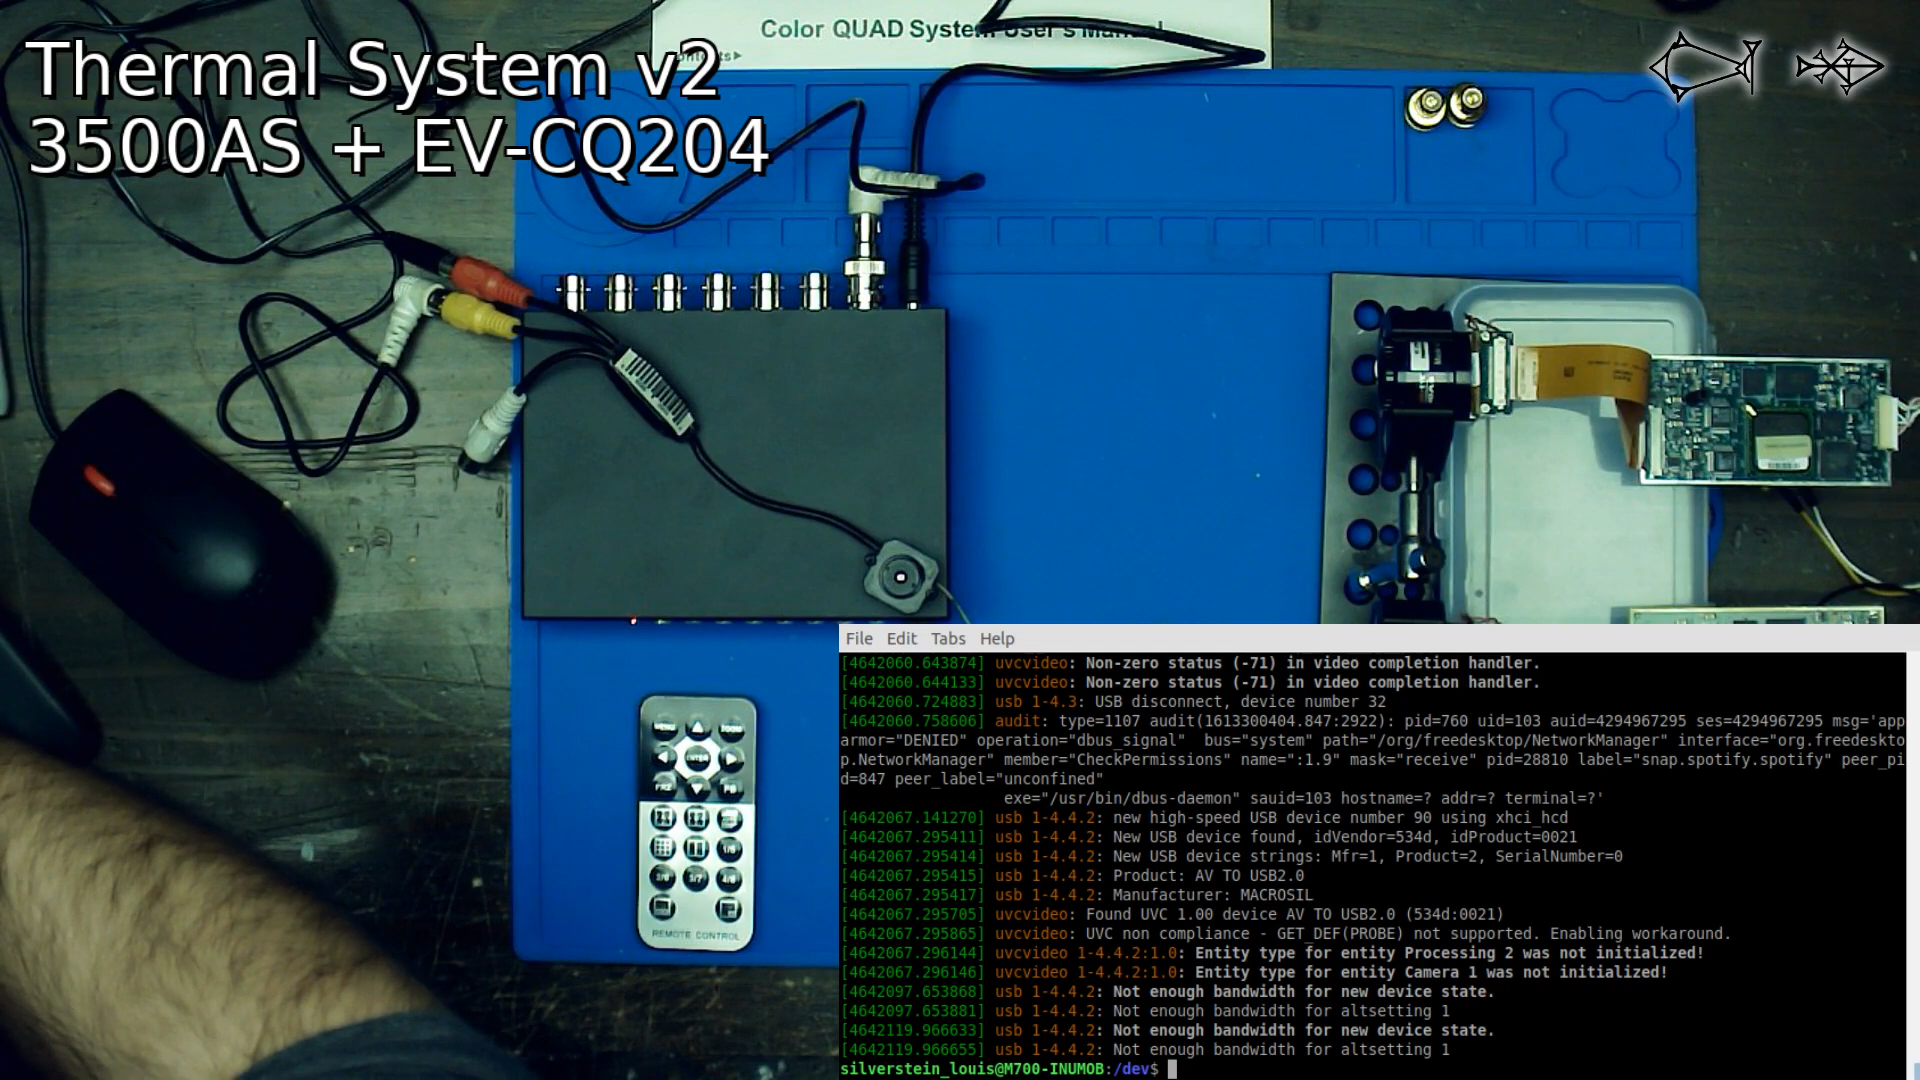 Color QUAD System User's Manual
Thermal System v2
3500AS + EV-CQ204
MENU
ZOOM
ENTER
FRZ
PB
1/5
2/6
3/7
4/8
REMOTE CONTROL
File Edit Tabs Help
[4642060.643874] uvcvideo: Non-zero status (-71) in video completion handler.
[4642060.644133] uvcvideo: Non-zero status (-71) in video completion handler.
[4642060.724883] usb 1-4.3: USB disconnect, device number 32
[4642060.758606] audit: type=1107 audit(1613300404.847:2922): pid=760 uid=103 auid=4294967295 ses=4294967295 msg='app
armor="DENIED" operation="dbus_signal"  bus="system" path="/org/freedesktop/NetworkManager" interface="org.freedeskto
p.NetworkManager" member="CheckPermissions" name=":1.9" mask="receive" pid=28810 label="snap.spotify.spotify" peer_pi
d=847 peer_label="unconfined"
exe="/usr/bin/dbus-daemon" sauid=103 hostname=? addr=? terminal=?'
[4642067.141270] usb 1-4.4.2: new high-speed USB device number 90 using xhci_hcd
[4642067.295411] usb 1-4.4.2: New USB device found, idVendor=534d, idProduct=0021
[4642067.295414] usb 1-4.4.2: New USB device strings: Mfr=1, Product=2, SerialNumber=0
[4642067.295415] usb 1-4.4.2: Product: AV TO USB2.0
[4642067.295417] usb 1-4.4.2: Manufacturer: MACROSIL
[4642067.295705] uvcvideo: Found UVC 1.00 device AV TO USB2.0 (534d:0021)
[4642067.295865] uvcvideo: UVC non compliance - GET_DEF(PROBE) not supported. Enabling workaround.
[4642067.296144] uvcvideo 1-4.4.2:1.0: Entity type for entity Processing 2 was not initialized!
[4642067.296146] uvcvideo 1-4.4.2:1.0: Entity type for entity Camera 1 was not initialized!
[4642097.653868] usb 1-4.4.2: Not enough bandwidth for new device state.
[4642097.653881] usb 1-4.4.2: Not enough bandwidth for altsetting 1
[4642119.966633] usb 1-4.4.2: Not enough bandwidth for new device state.
[4642119.966655] usb 1-4.4.2: Not enough bandwidth for altsetting 1
silverstein_louis@M700-INUMOB:/dev$